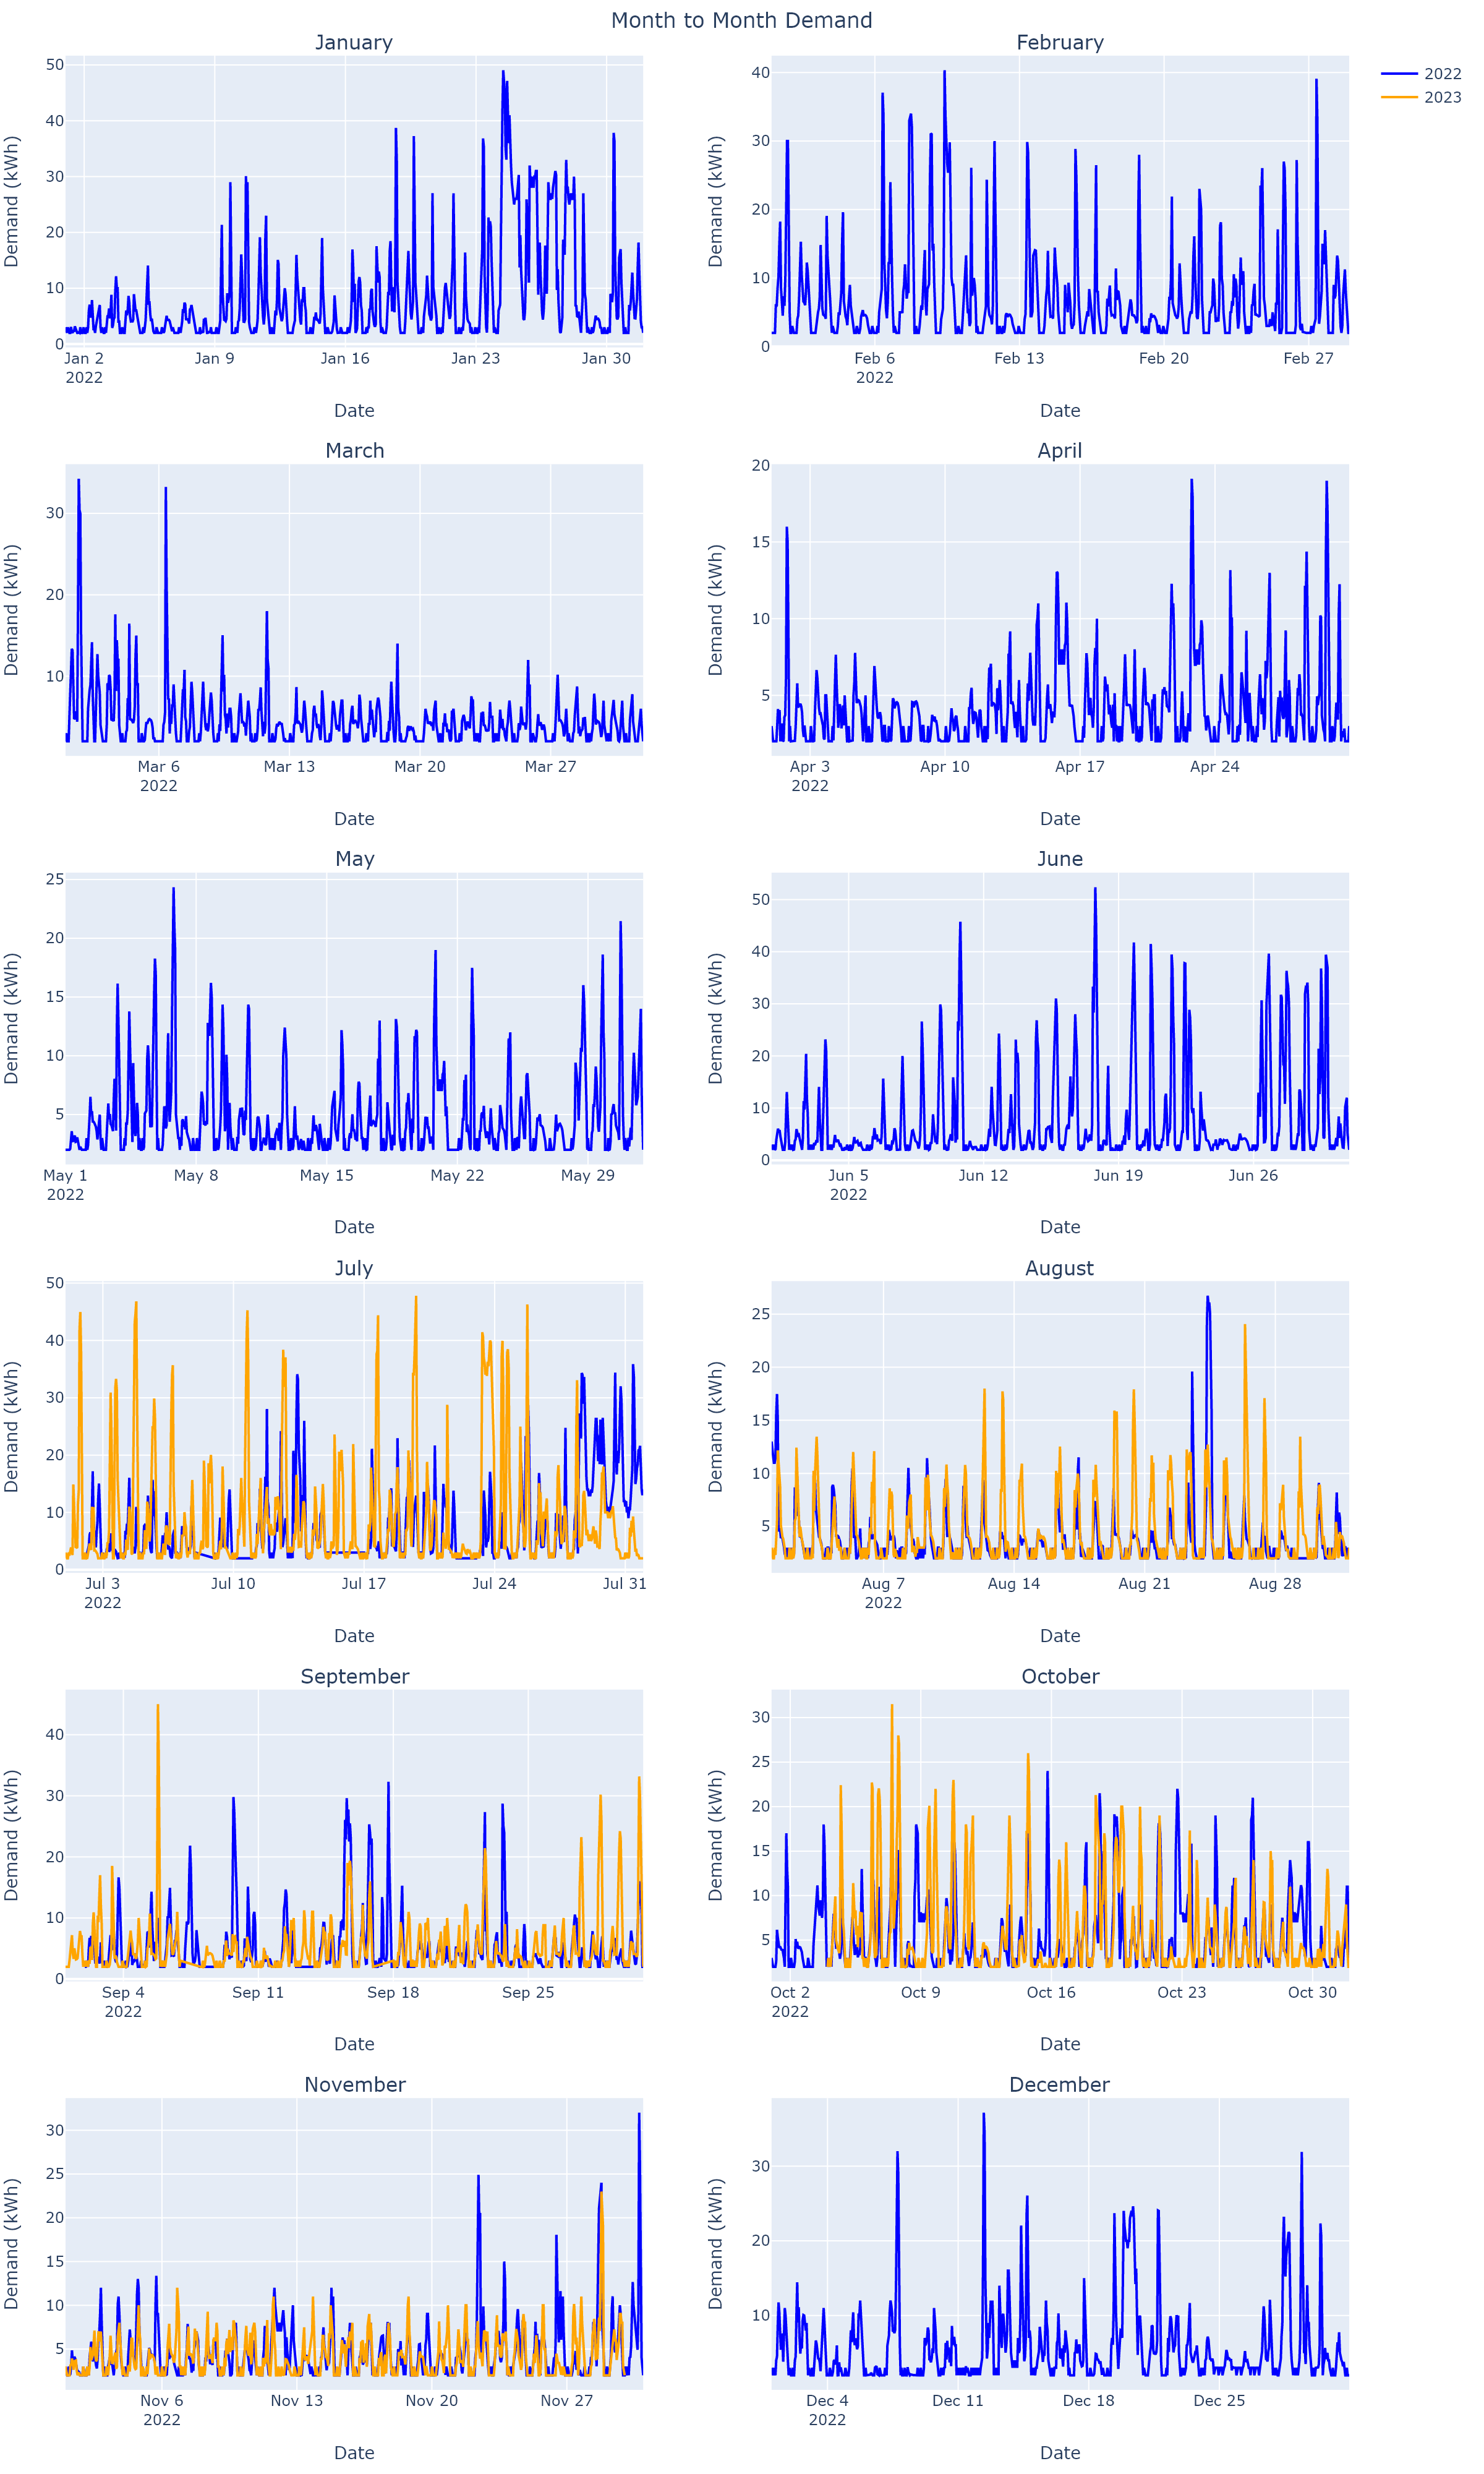 Month to Month Demand
January
February
2022
2023
Demand (kWh)
50
40
30
20
10
0
Jan 2
2022
Jan 9
Jan 16
Jan 23
Jan 30
Date
Demand (kWh)
40
30
20
10
0
Feb 6
2022
Feb 13
Feb 20
Feb 27
Date
March
Demand (kWh)
30
20
10
Mar 6
2022
Mar 13
Mar 20
Mar 27
Date
April
Demand (kWh)
20
15
10
5
Apr 3
2022
Apr 10
Apr 17
Apr 24
Date
May
Demand (kWh)
25
20
15
10
5
May 1
2022
May 8
May 15
May 22
May 29
Date
June
Demand (kWh)
50
40
30
20
10
0
Jun 5
2022
Jun 12
Jun 19
Jun 26
Date
July
Demand (kWh)
50
40
30
20
10
0
Jul 3
2022
Jul 10
Jul 17
Jul 24
Jul 31
Date
August
Demand (kWh)
25
20
15
10
5
Aug 7
2022
Aug 14
Aug 21
Aug 28
Date
September
Demand (kWh)
40
30
20
10
0
Sep 4
2022
Sep 11
Sep 18
Sep 25
Date
October
Demand (kWh)
30
25
20
15
10
5
Oct 2
2022
Oct 9
Oct 16
Oct 23
Oct 30
Date
November
Demand (kWh)
30
25
20
15
10
5
Nov 6
2022
Nov 13
Nov 20
Nov 27
Date
December
Demand (kWh)
30
20
10
Dec 4
2022
Dec 11
Dec 18
Dec 25
Date